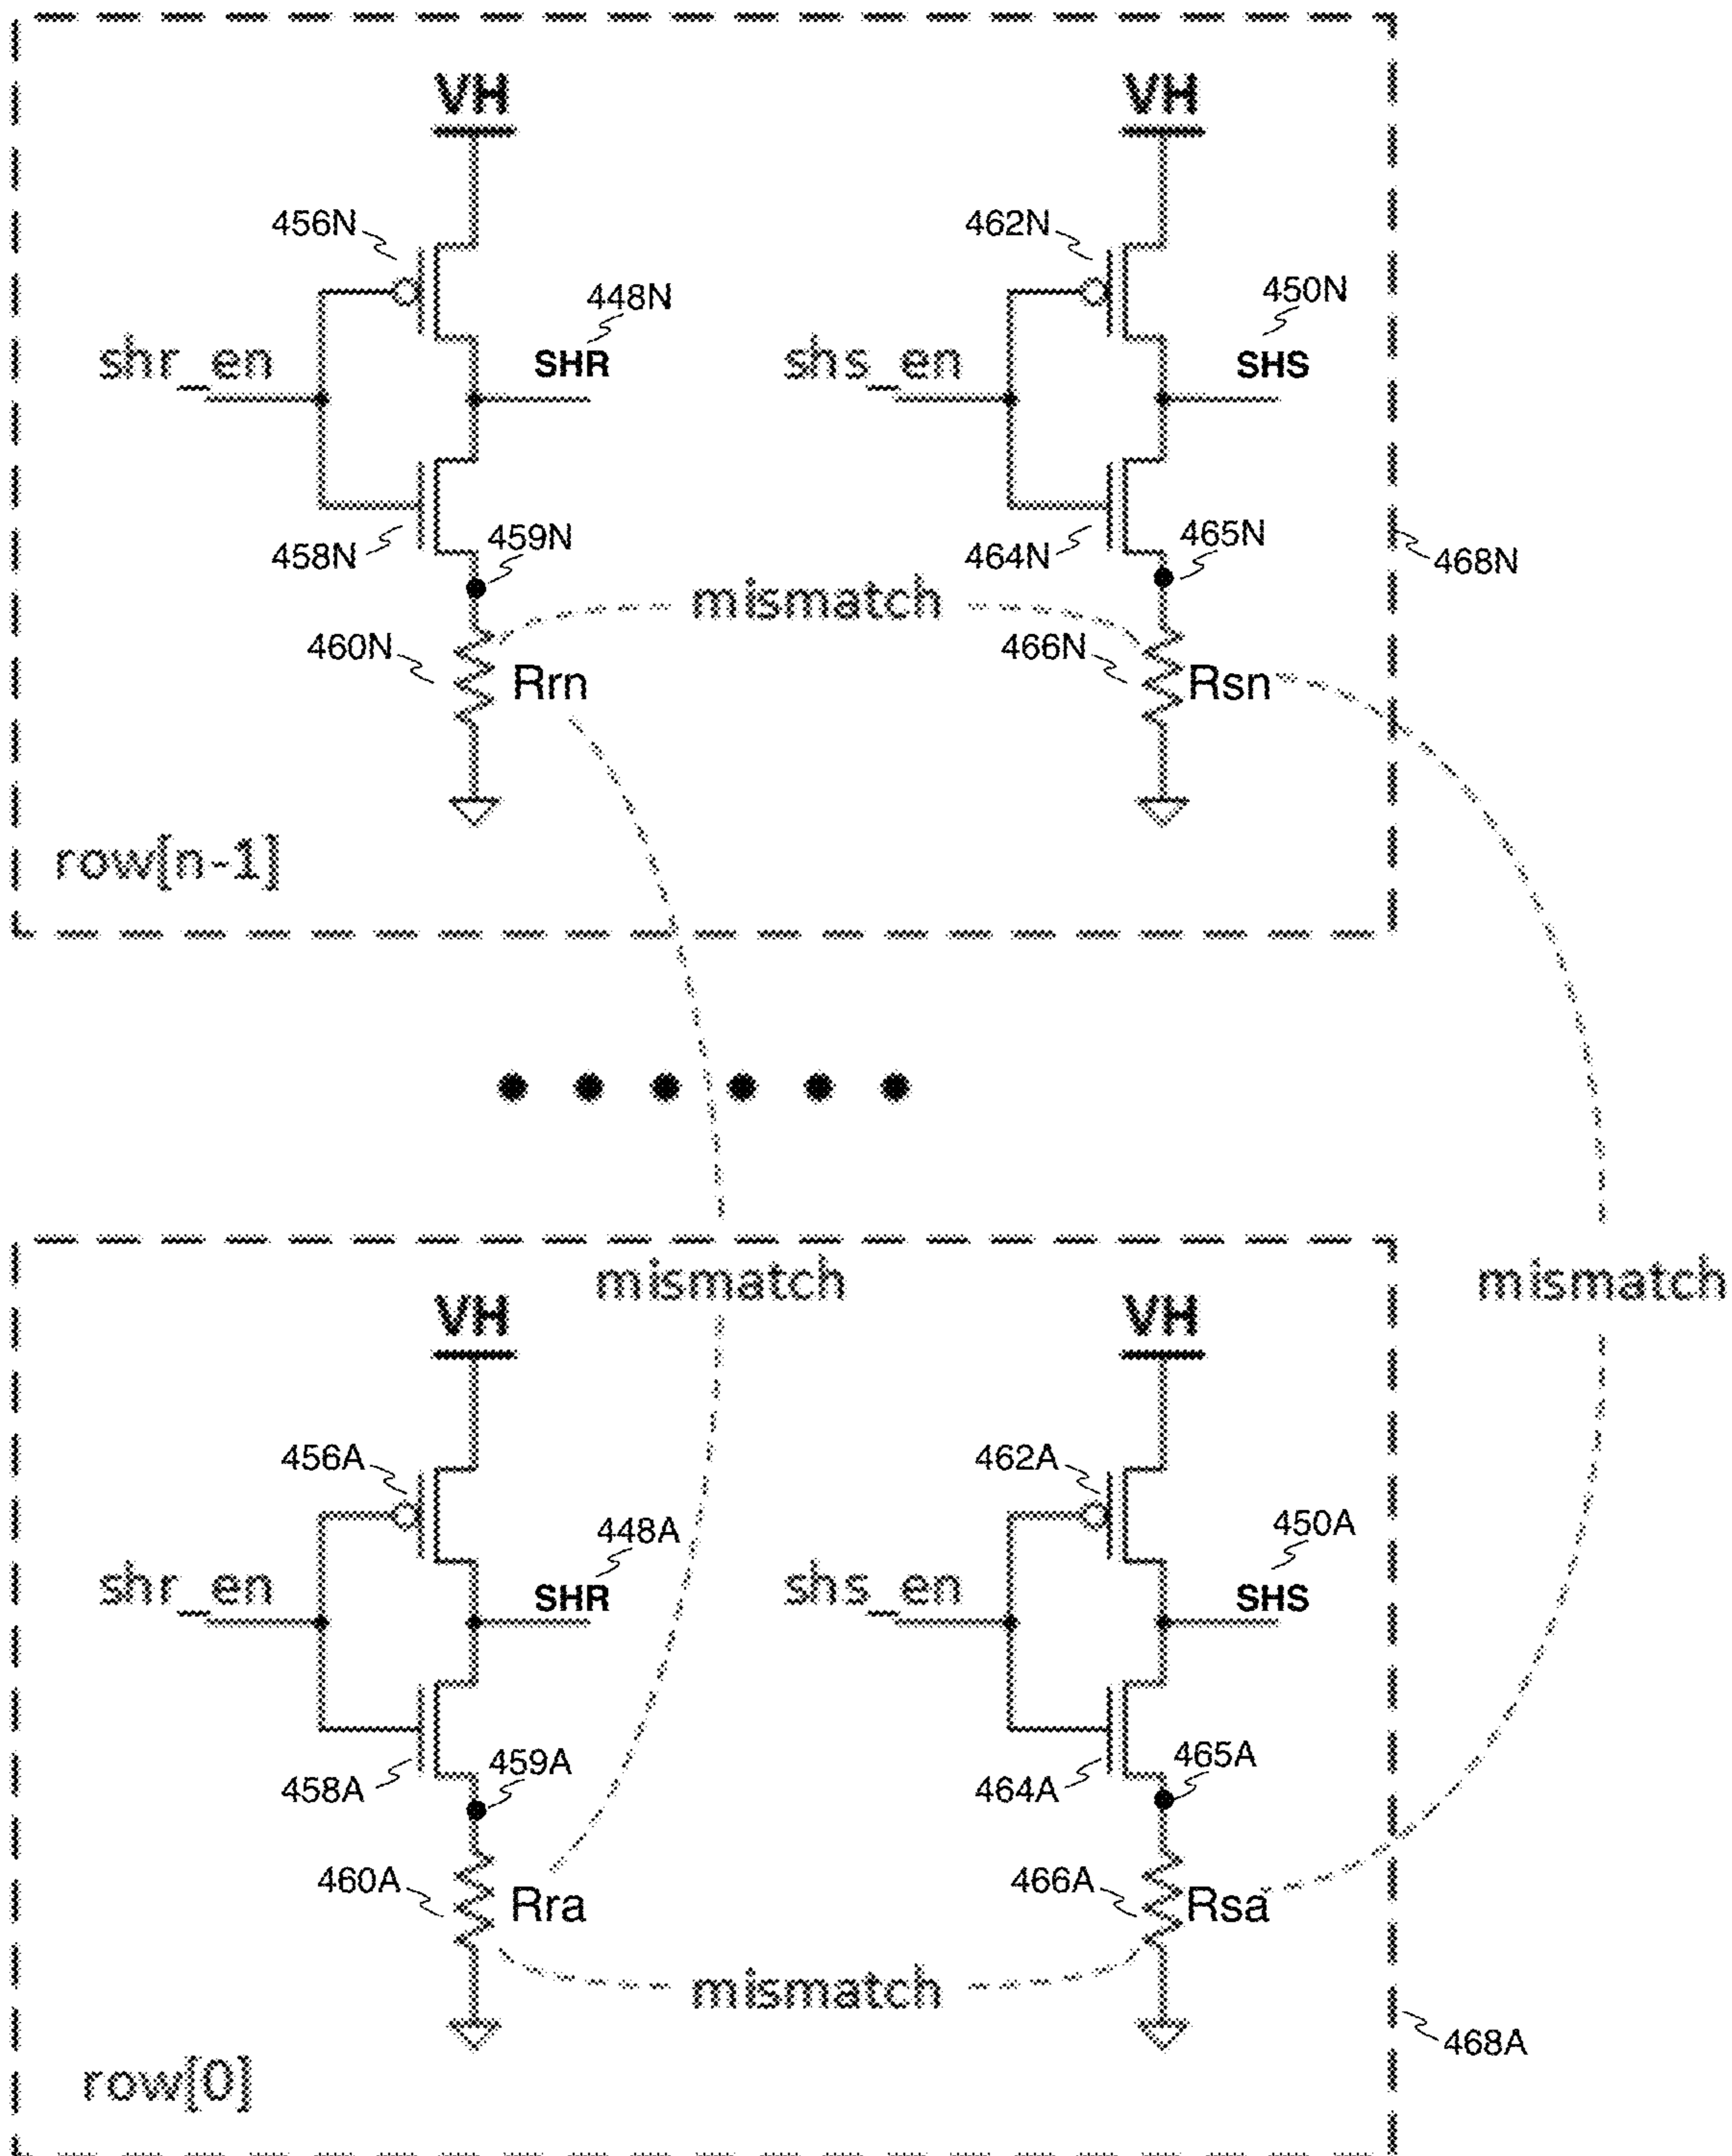 VH VH
456N 462N
448N 450N
shr_en SHR shs_en SHS
458N 459N 464N 465N 468N
mismatch
460N 466N
Rrn Rsn
row[n-1]
mismatch mismatch
VH VH
456A 462A
448A 450A
shr_en SHR shs_en SHS
458A 459A 464A 465A
460A Rra 466A Rsa
mismatch
468A
row[0]